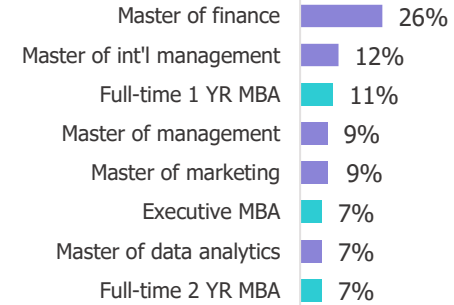 Master of finance 26%
Master of int'l management 12%
Full-time 1 YR MBA 11%
Master of management 9%
Master of marketing 9%
Executive MBA 7%
Master of data analytics 7%
Full-time 2 YR MBA 7%